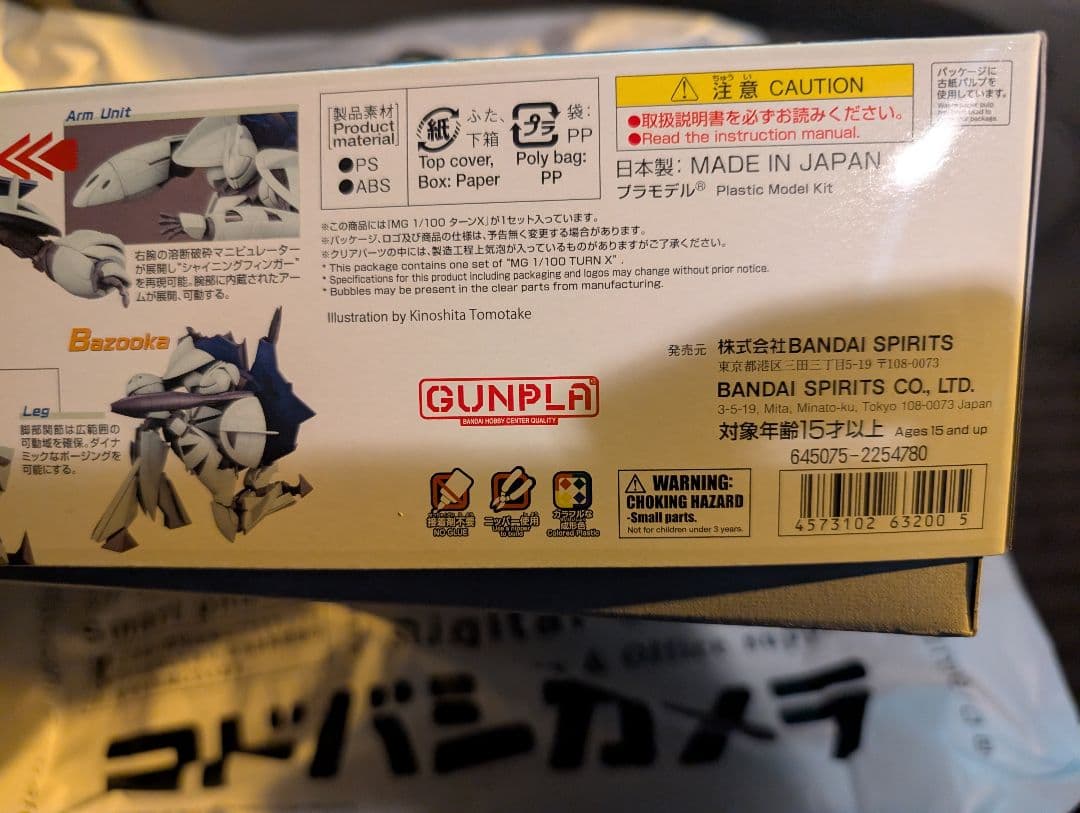 Arm Unit
右腕の溶断破砕マニピュレーター
が展開し"シャイニングフィンガー"
を再現可能。腕部に内蔵されたアー
ムが展開、可動する。
Bazooka
Leg
脚部関節は広範囲の
可動域を確保。ダイナ
ミックなポージングを
可能にする。
[製品素材]
Product
material
●PS
●ABS
紙
ふた、
下箱
Top cover,
Box: Paper
プラ
袋:
PP
Poly bag:
PP
ちゅう い
注意 CAUTION
●取扱説明書を必ずお読みください。
●Read the instruction manual.
パッケージに
古紙パルプを
使用しています。
日本製: MADE IN JAPAN
プラモデル® Plastic Model Kit
※この商品には「MG 1/100 ターンX」が1セット入っています。
※パッケージ、ロゴ及び商品の仕様は、予告無く変更する場合があります。
※クリアパーツの中には、製造工程上気泡が入っているものがありますがご了承ください。
* This package contains one set of "MG 1/100 TURN X" .
* Specifications for this product including packaging and logos may change without prior notice.
* Bubbles may be present in the clear parts from manufacturing.
Illustration by Kinoshita Tomotake
GUNPLA
BANDAI HOBBY CENTER QUALITY
発売元 株式会社BANDAI SPIRITS
東京都港区三田三丁目5-19 〒108-0073
BANDAI SPIRITS CO., LTD.
3-5-19, Mita, Minato-ku, Tokyo 108-0073 Japan
対象年齢15才以上 Ages 15 and up
645075-2254780
接着剤不要
NO GLUE
ニッパー使用
Use a nipper
to build
カラフルな
成形色
Colored Plastic
WARNING:
CHOKING HAZARD
-Small parts.
Not for children under 3 years.
4573102 63200 5
ヨドバシカメラ